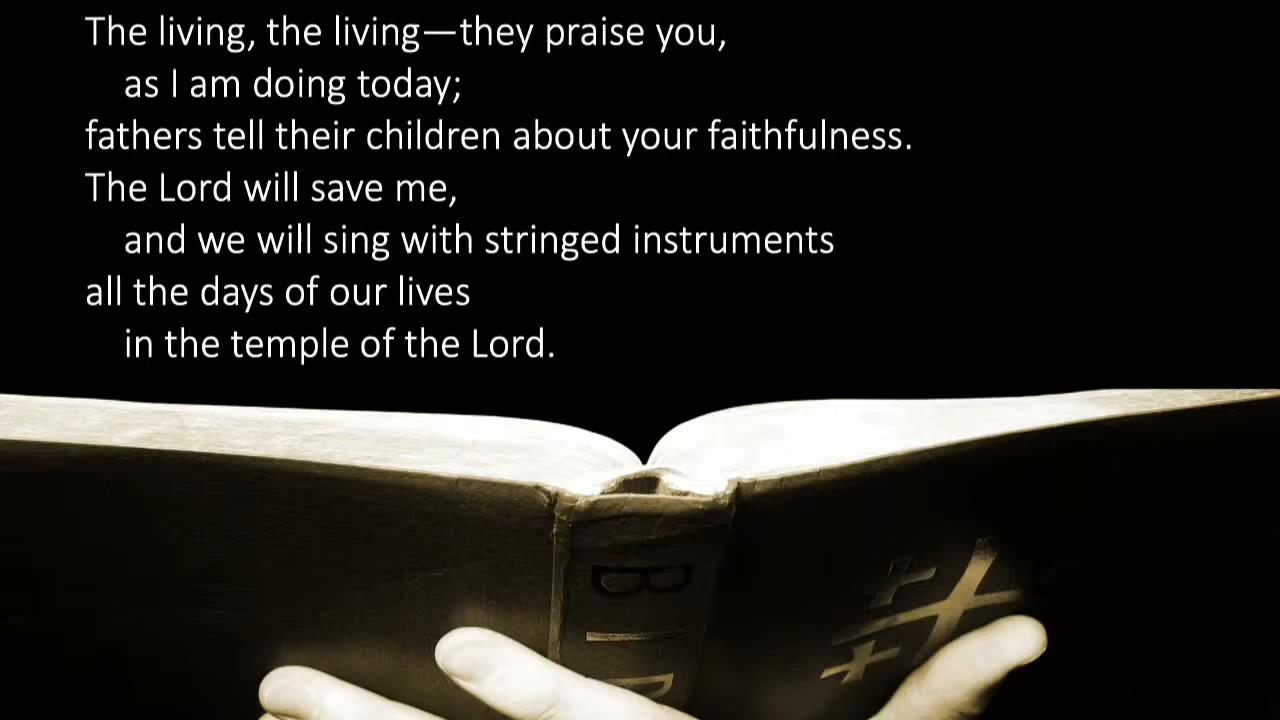 The living, the living—they praise you,
as I am doing today;
fathers tell their children about your faithfulness.
The Lord will save me,
and we will sing with stringed instruments
all the days of our lives
in the temple of the Lord.
BIB